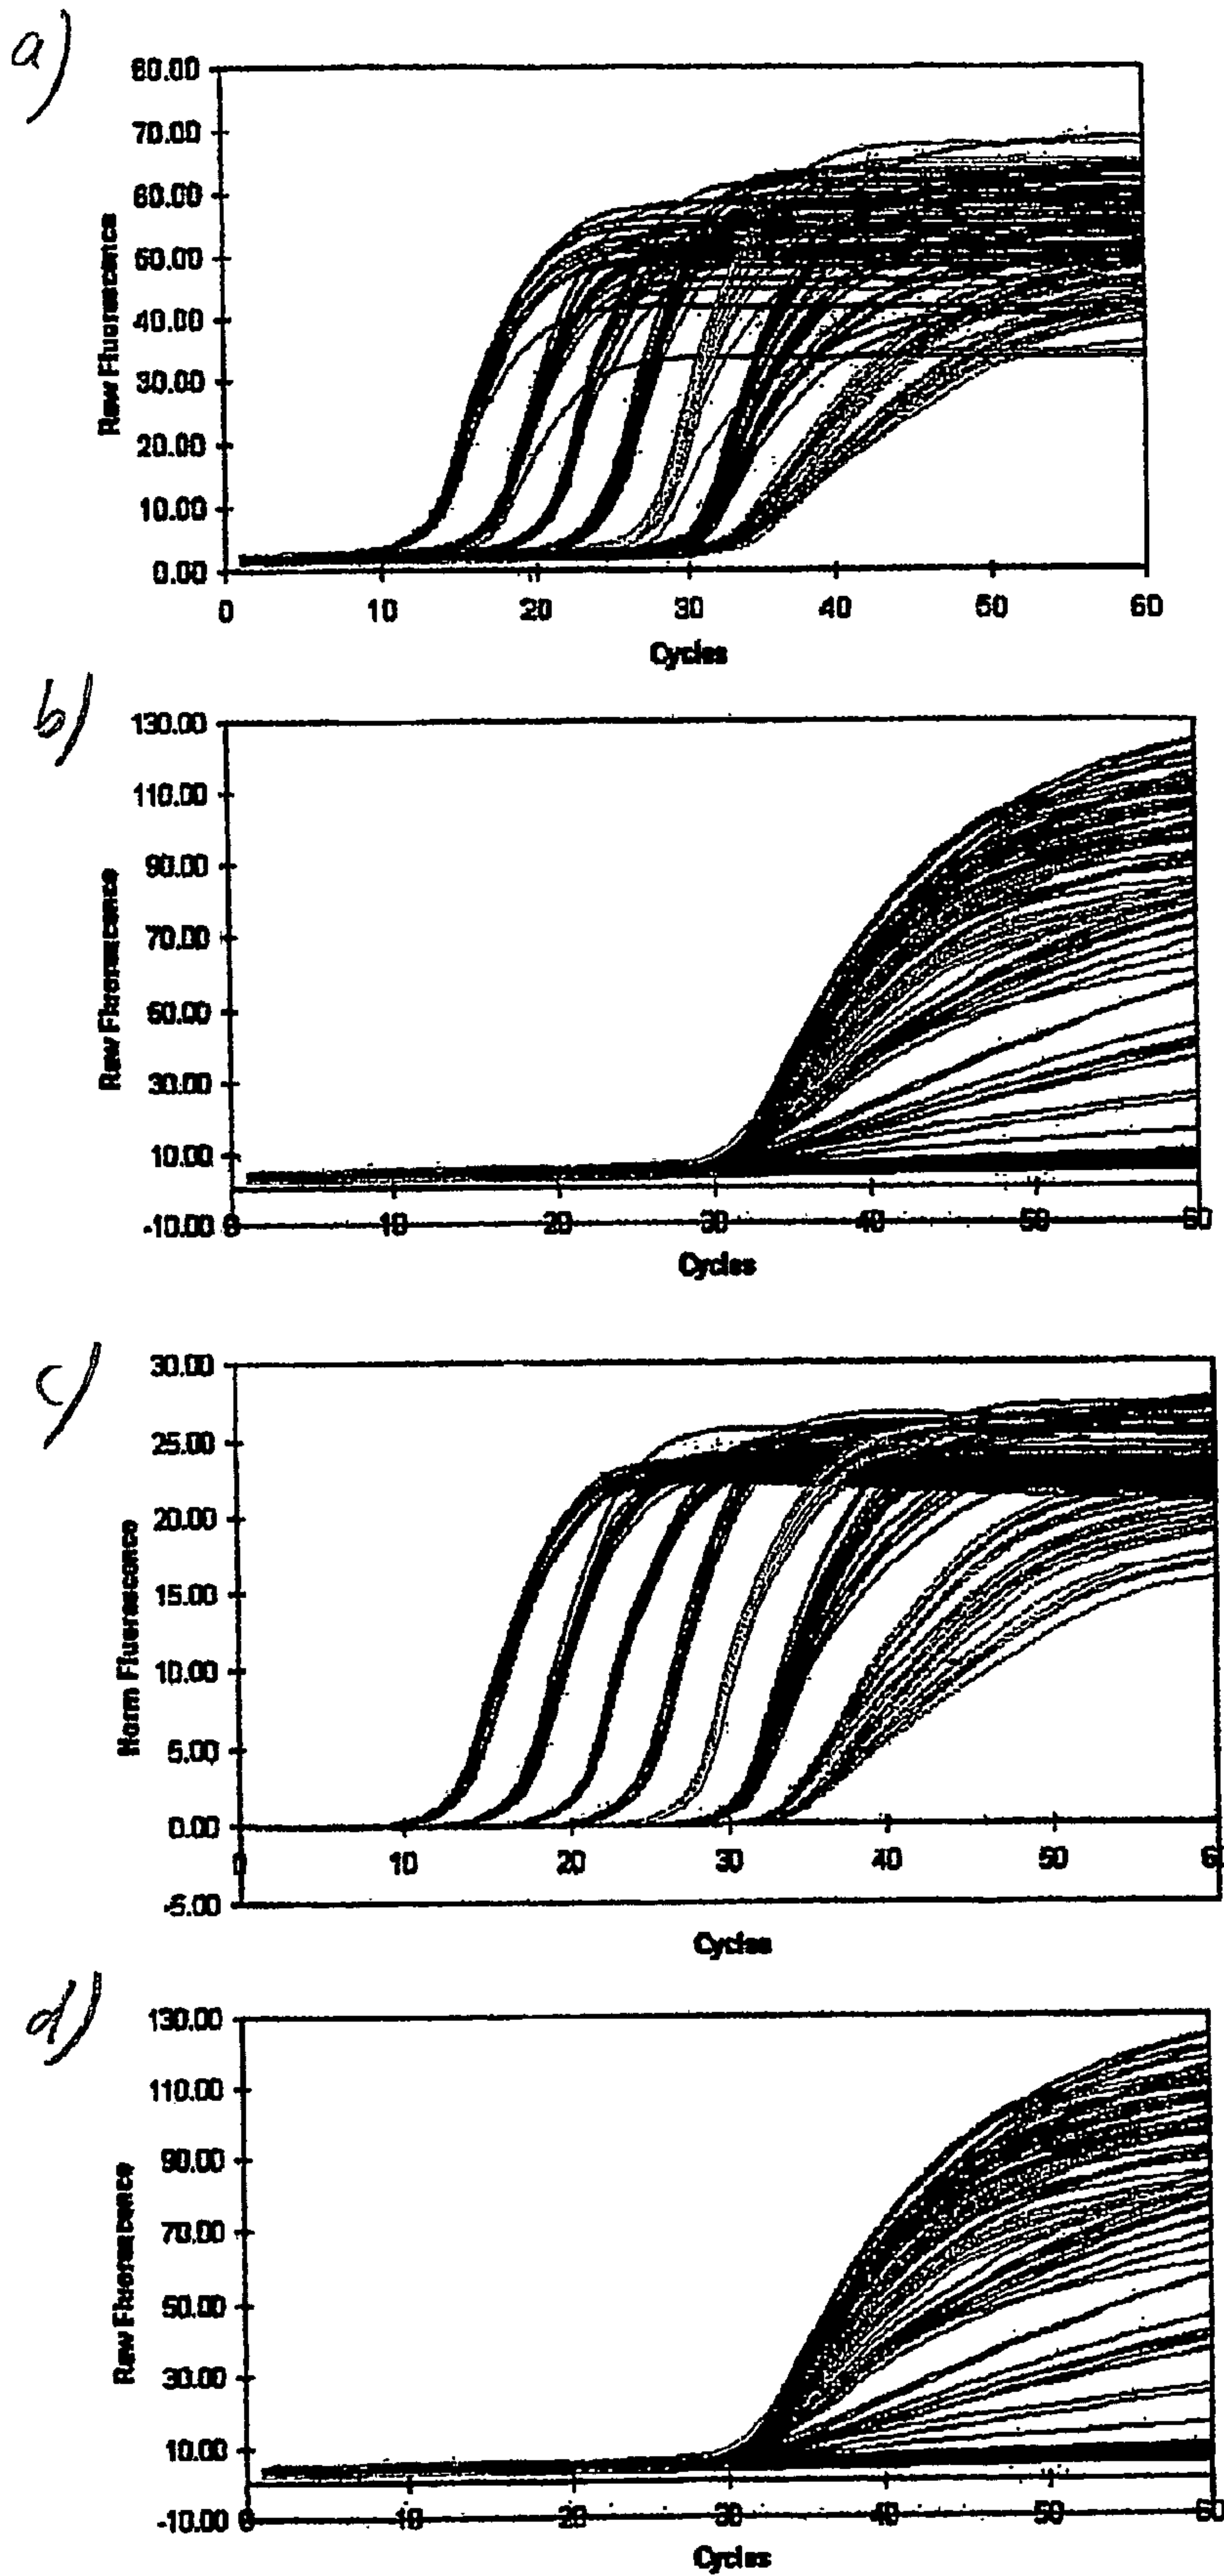 a)
80.00
70.00
60.00
50.00
40.00
30.00
20.00
10.00
0.00
0 10 20 30 40 50 60
Raw Fluorescence
Cycles
b)
130.00
110.00
90.00
70.00
50.00
30.00
10.00
-10.00
0 10 20 30 40 50 60
Raw Fluorescence
Cycles
c)
30.00
25.00
20.00
15.00
10.00
5.00
0.00
-5.00
0 10 20 30 40 50 60
Norm Fluorescence
Cycles
d)
130.00
110.00
90.00
70.00
50.00
30.00
10.00
-10.00
0 10 20 30 40 50 60
Raw Fluorescence
Cycles